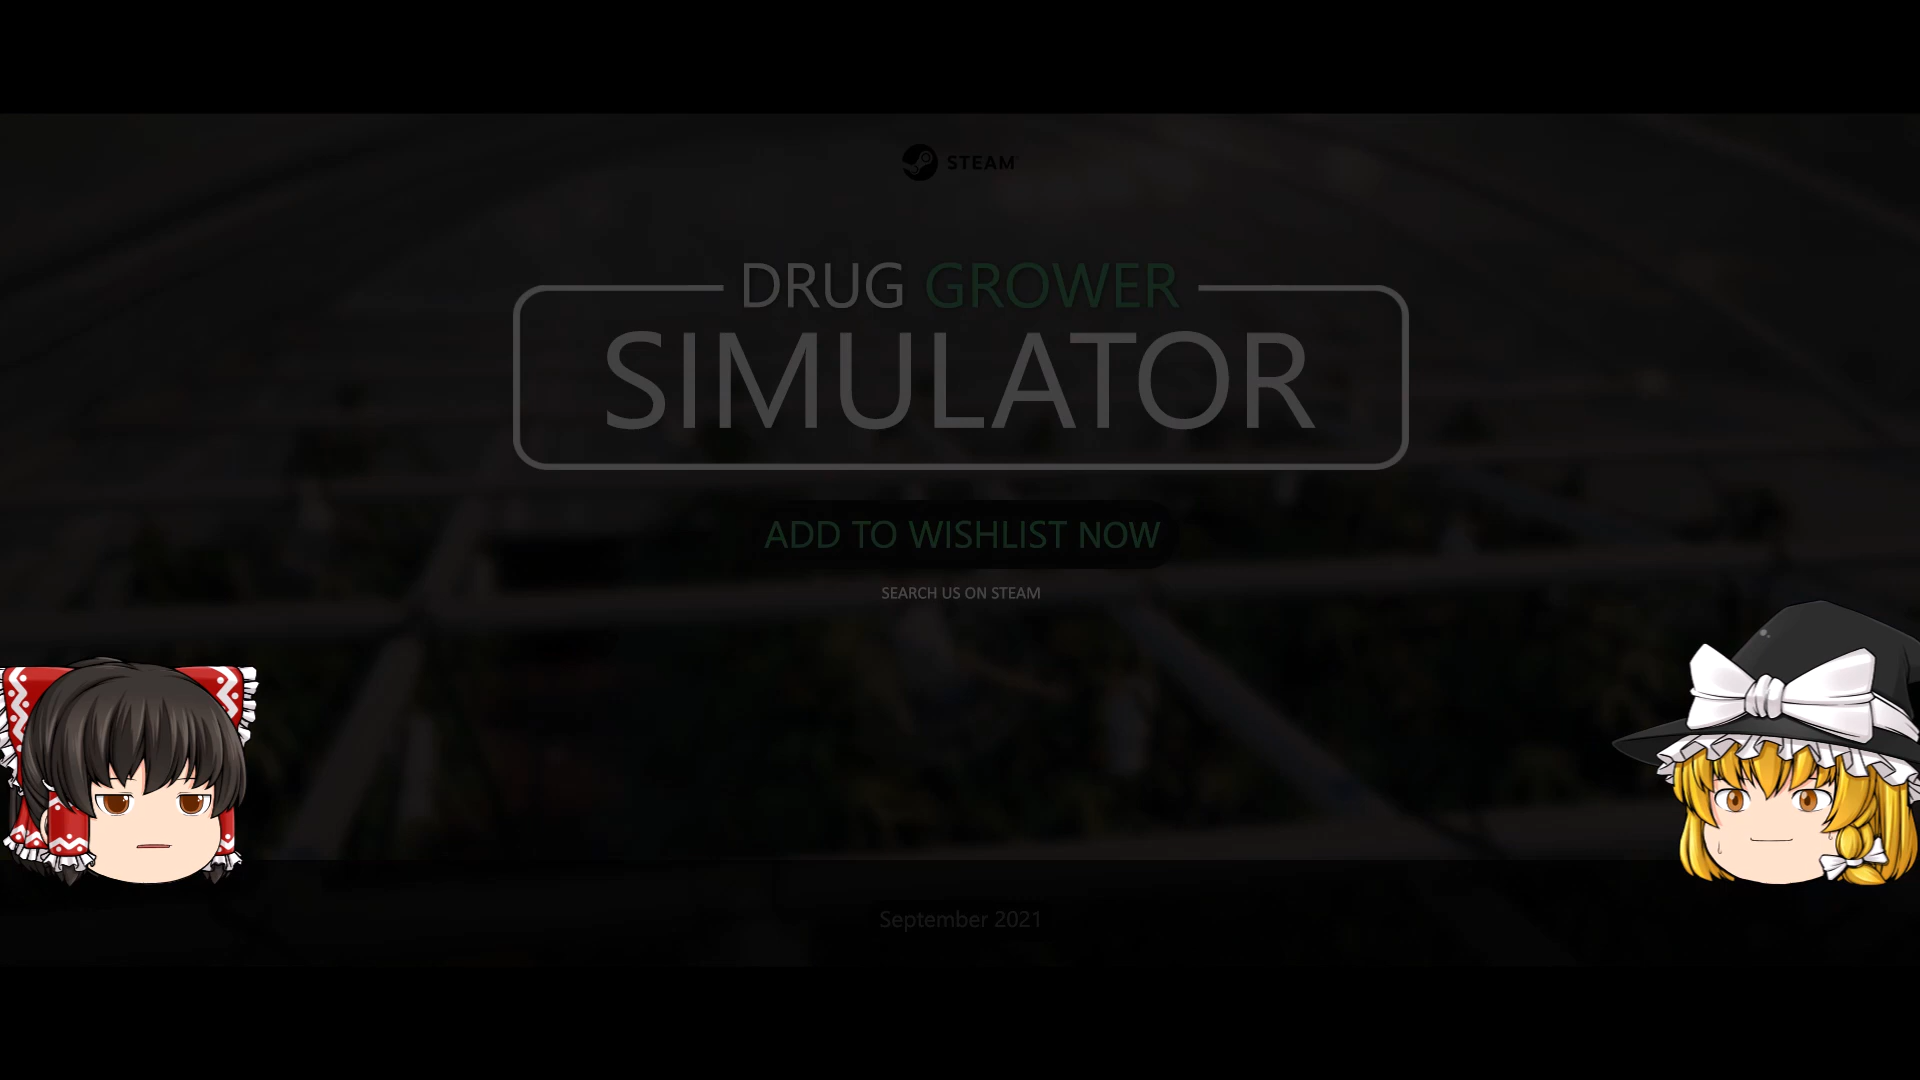 STEAM
DRUG GROWER
SIMULATOR
ADD TO WISHLIST NOW
SEARCH US ON STEAM
September 2021